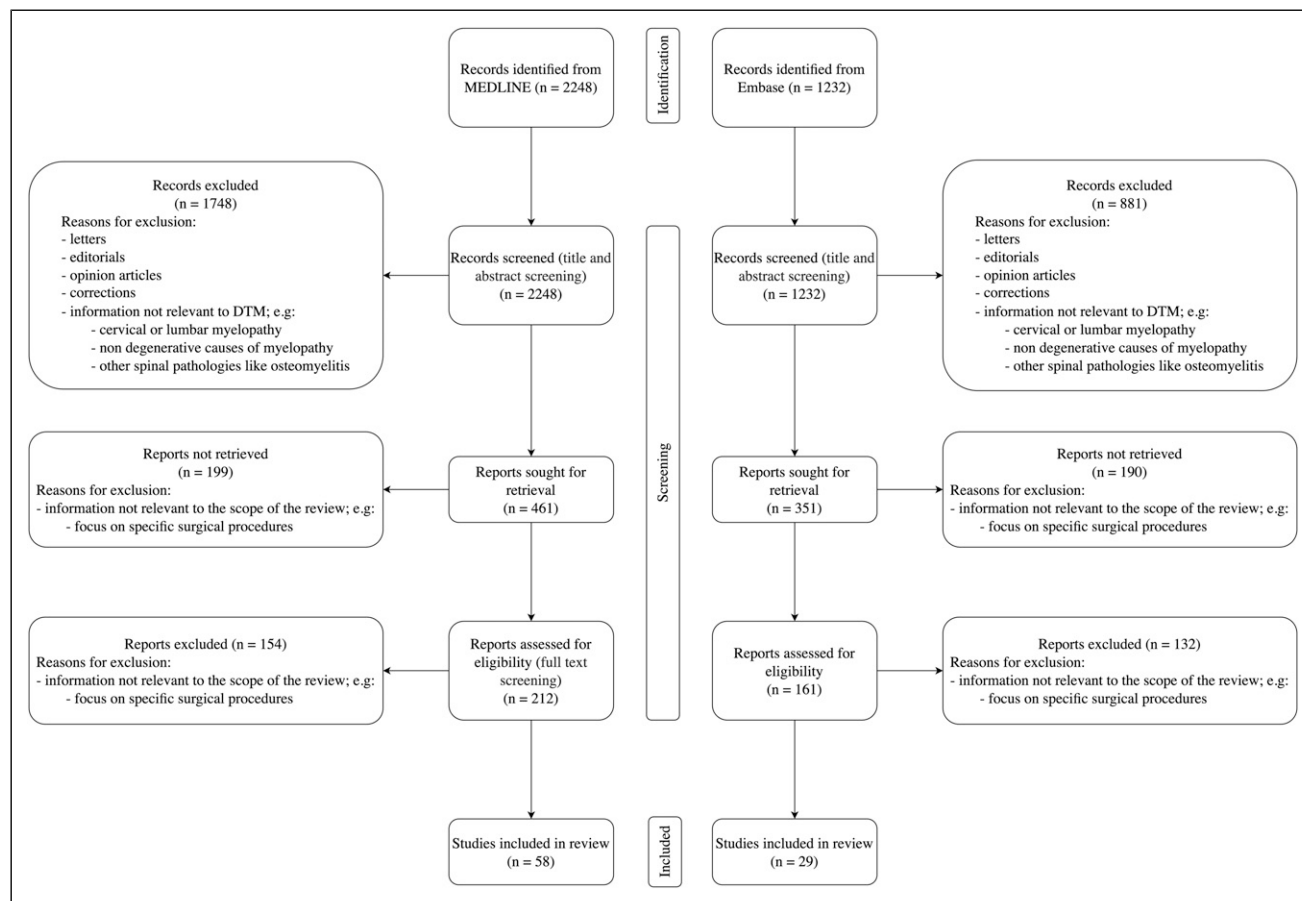 Records identified from
MEDLINE (n = 2248)
Identification
Records identified from
Embase (n = 1232)
Records excluded
(n = 1748)
Reasons for exclusion:
- letters
- editorials
- opinion articles
- corrections
- information not relevant to DTM; e.g:
- cervical or lumbar myelopathy
- non degenerative causes of myelopathy
- other spinal pathologies like osteomyelitis
Records screened (title and
abstract screening)
(n = 2248)
Screening
Records screened (title and
abstract screening)
(n = 1232)
Records excluded
(n = 881)
Reasons for exclusion:
- letters
- editorials
- opinion articles
- corrections
- information not relevant to DTM; e.g:
- cervical or lumbar myelopathy
- non degenerative causes of myelopathy
- other spinal pathologies like osteomyelitis
Reports not retrieved
(n = 199)
Reasons for exclusion:
- information not relevant to the scope of the review; e.g:
- focus on specific surgical procedures
Reports sought for
retrieval
(n = 461)
Reports sought for
retrieval
(n = 351)
Reports not retrieved
(n = 190)
Reasons for exclusion:
- information not relevant to the scope of the review; e.g:
- focus on specific surgical procedures
Reports excluded (n = 154)
Reasons for exclusion:
- information not relevant to the scope of the review; e.g:
- focus on specific surgical procedures
Reports assessed for
eligibility (full text
screening)
(n = 212)
Reports assessed for
eligibility
(n = 161)
Reports excluded (n = 132)
Reasons for exclusion:
- information not relevant to the scope of the review; e.g:
- focus on specific surgical procedures
Studies included in review
(n = 58)
Included
Studies included in review
(n = 29)